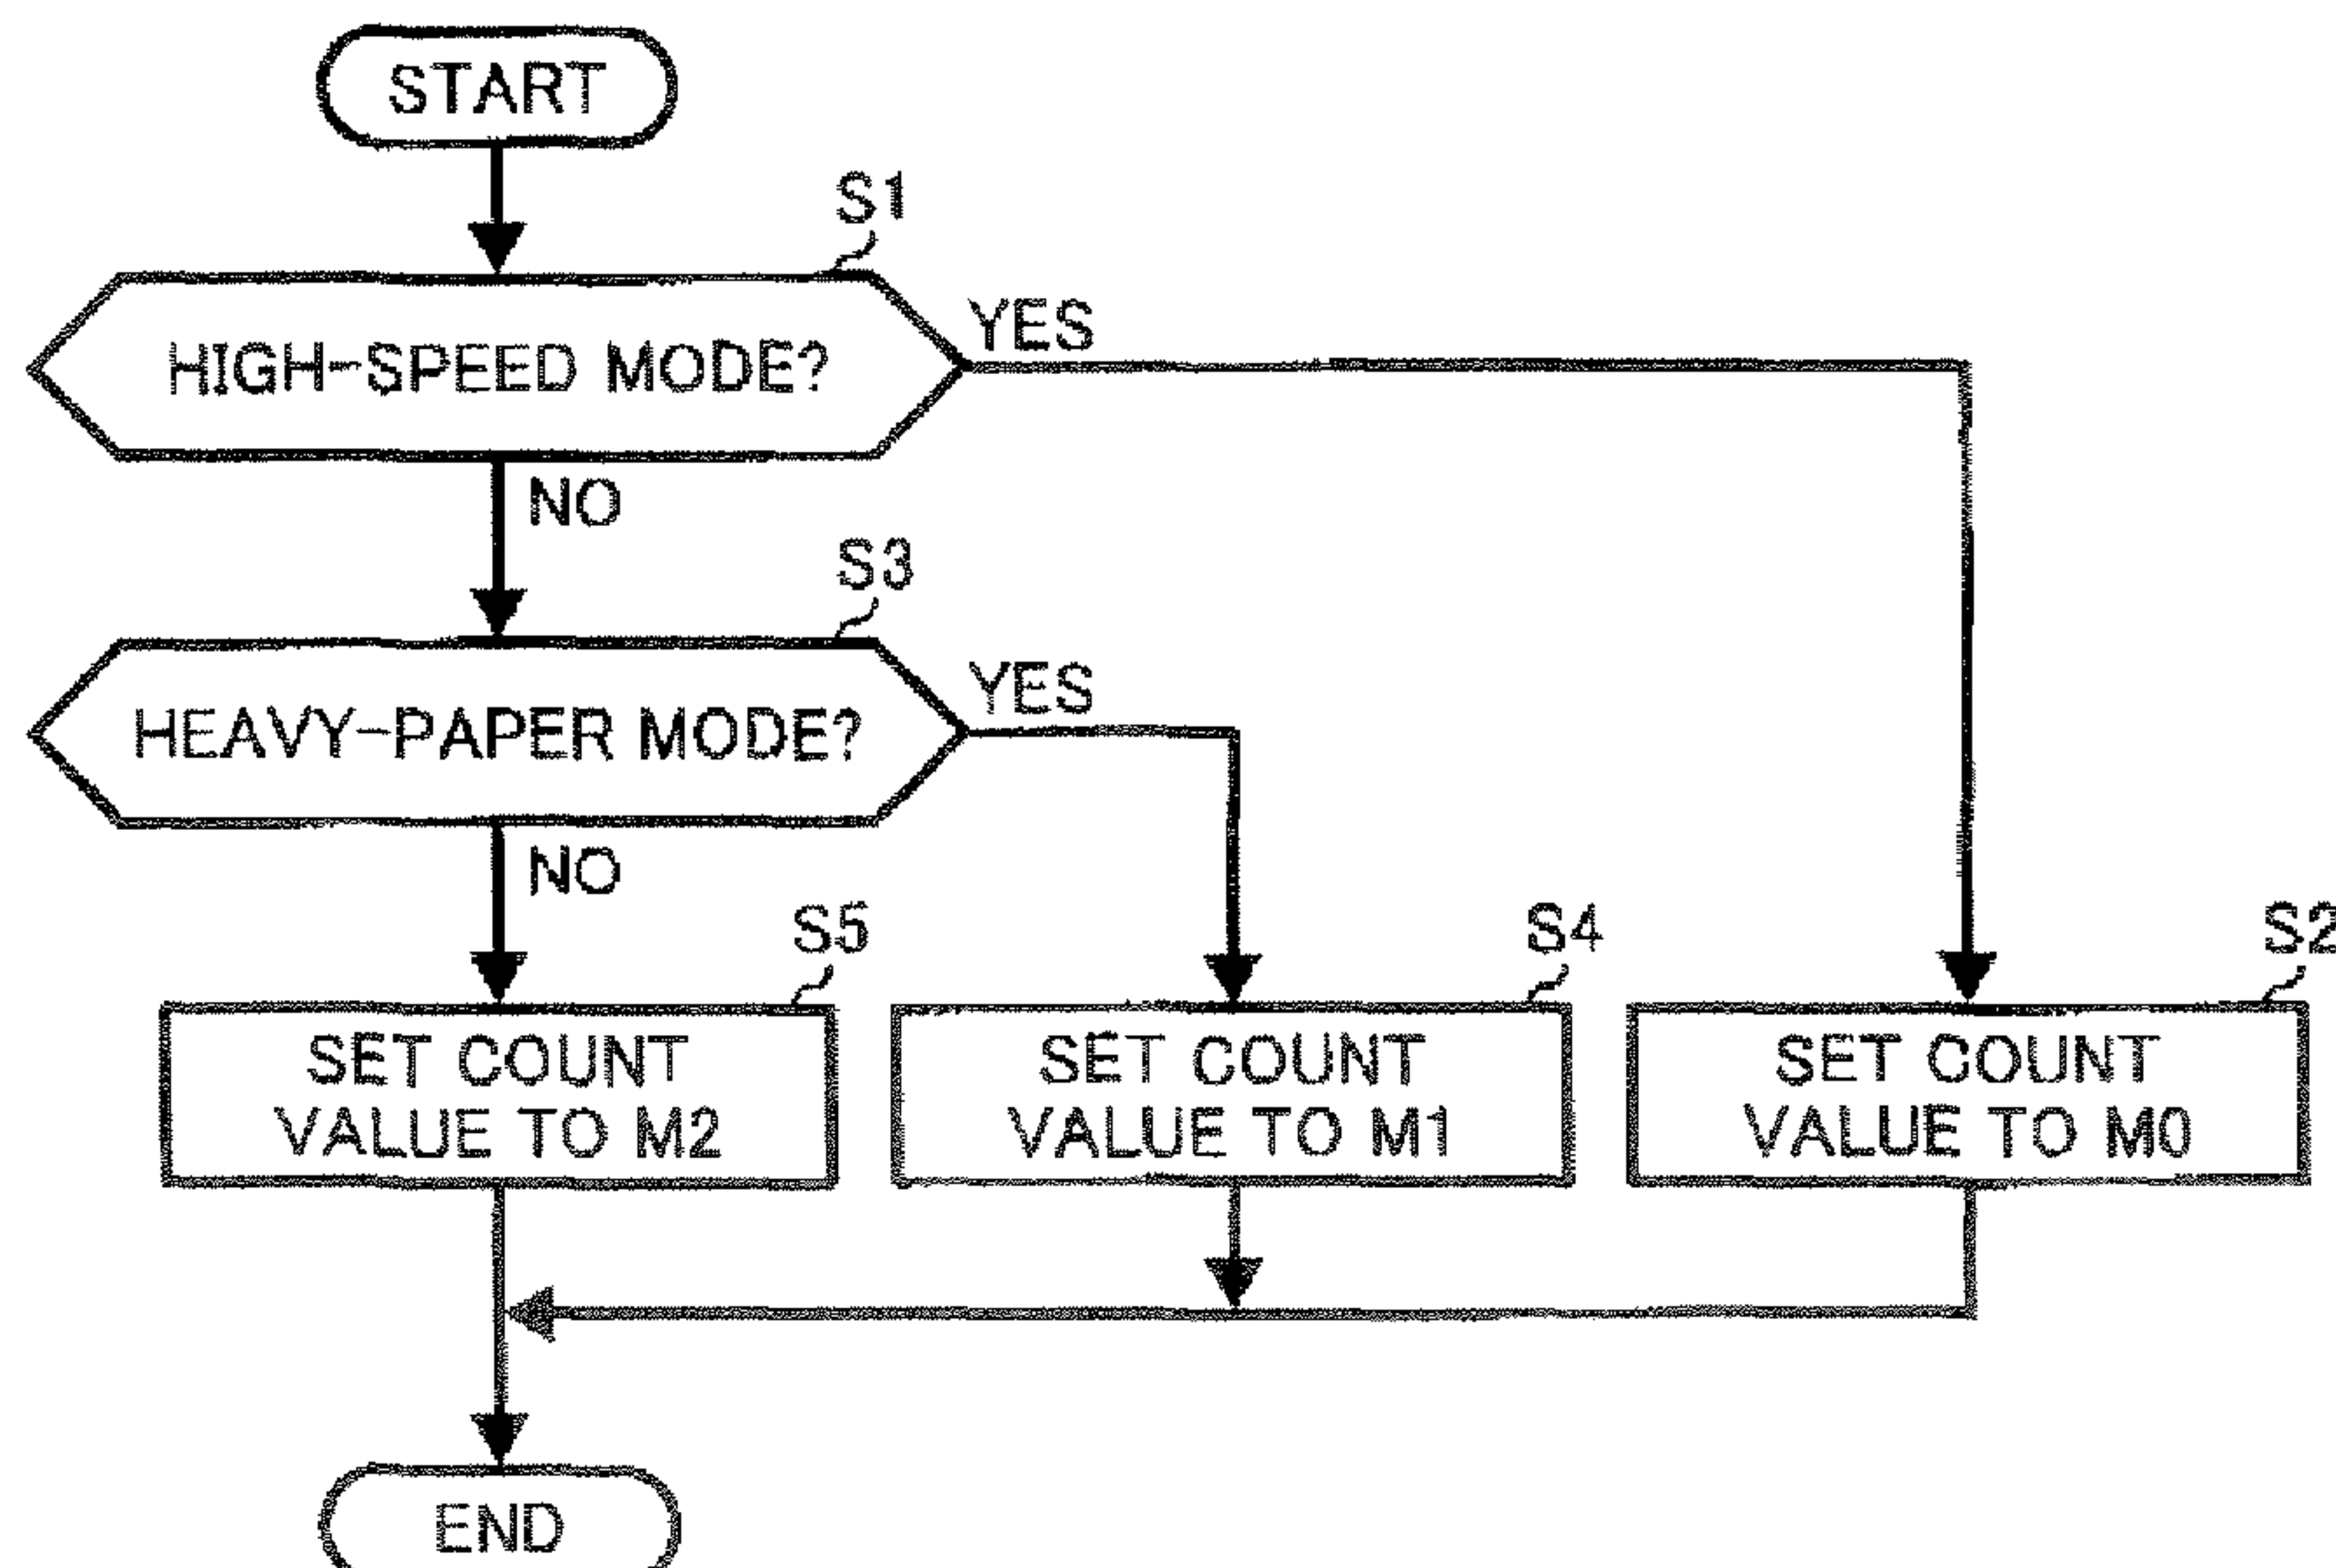 START
S1
HIGH-SPEED MODE?
YES
NO
S3
HEAVY-PAPER MODE?
YES
NO
S5
S4
S2
SET COUNT
VALUE TO M2
SET COUNT
VALUE TO M1
SET COUNT
VALUE TO M0
END